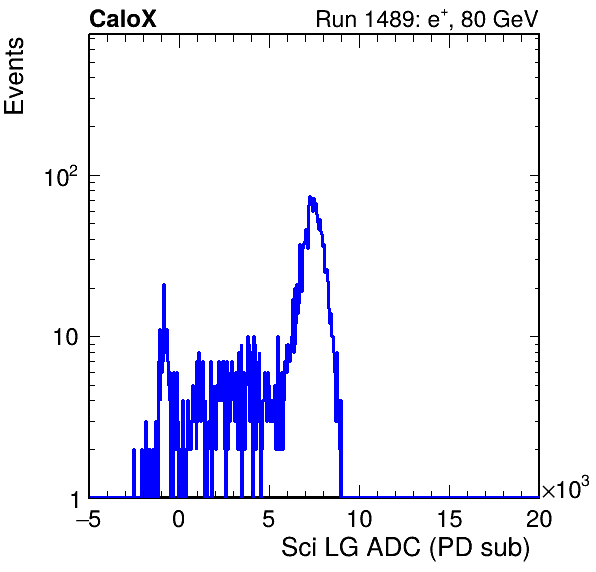 CaloX Run 1489: e⁺, 80 GeV
Events
10²
10
1
−5 0 5 10 15 20 ×10³
Sci LG ADC (PD sub)